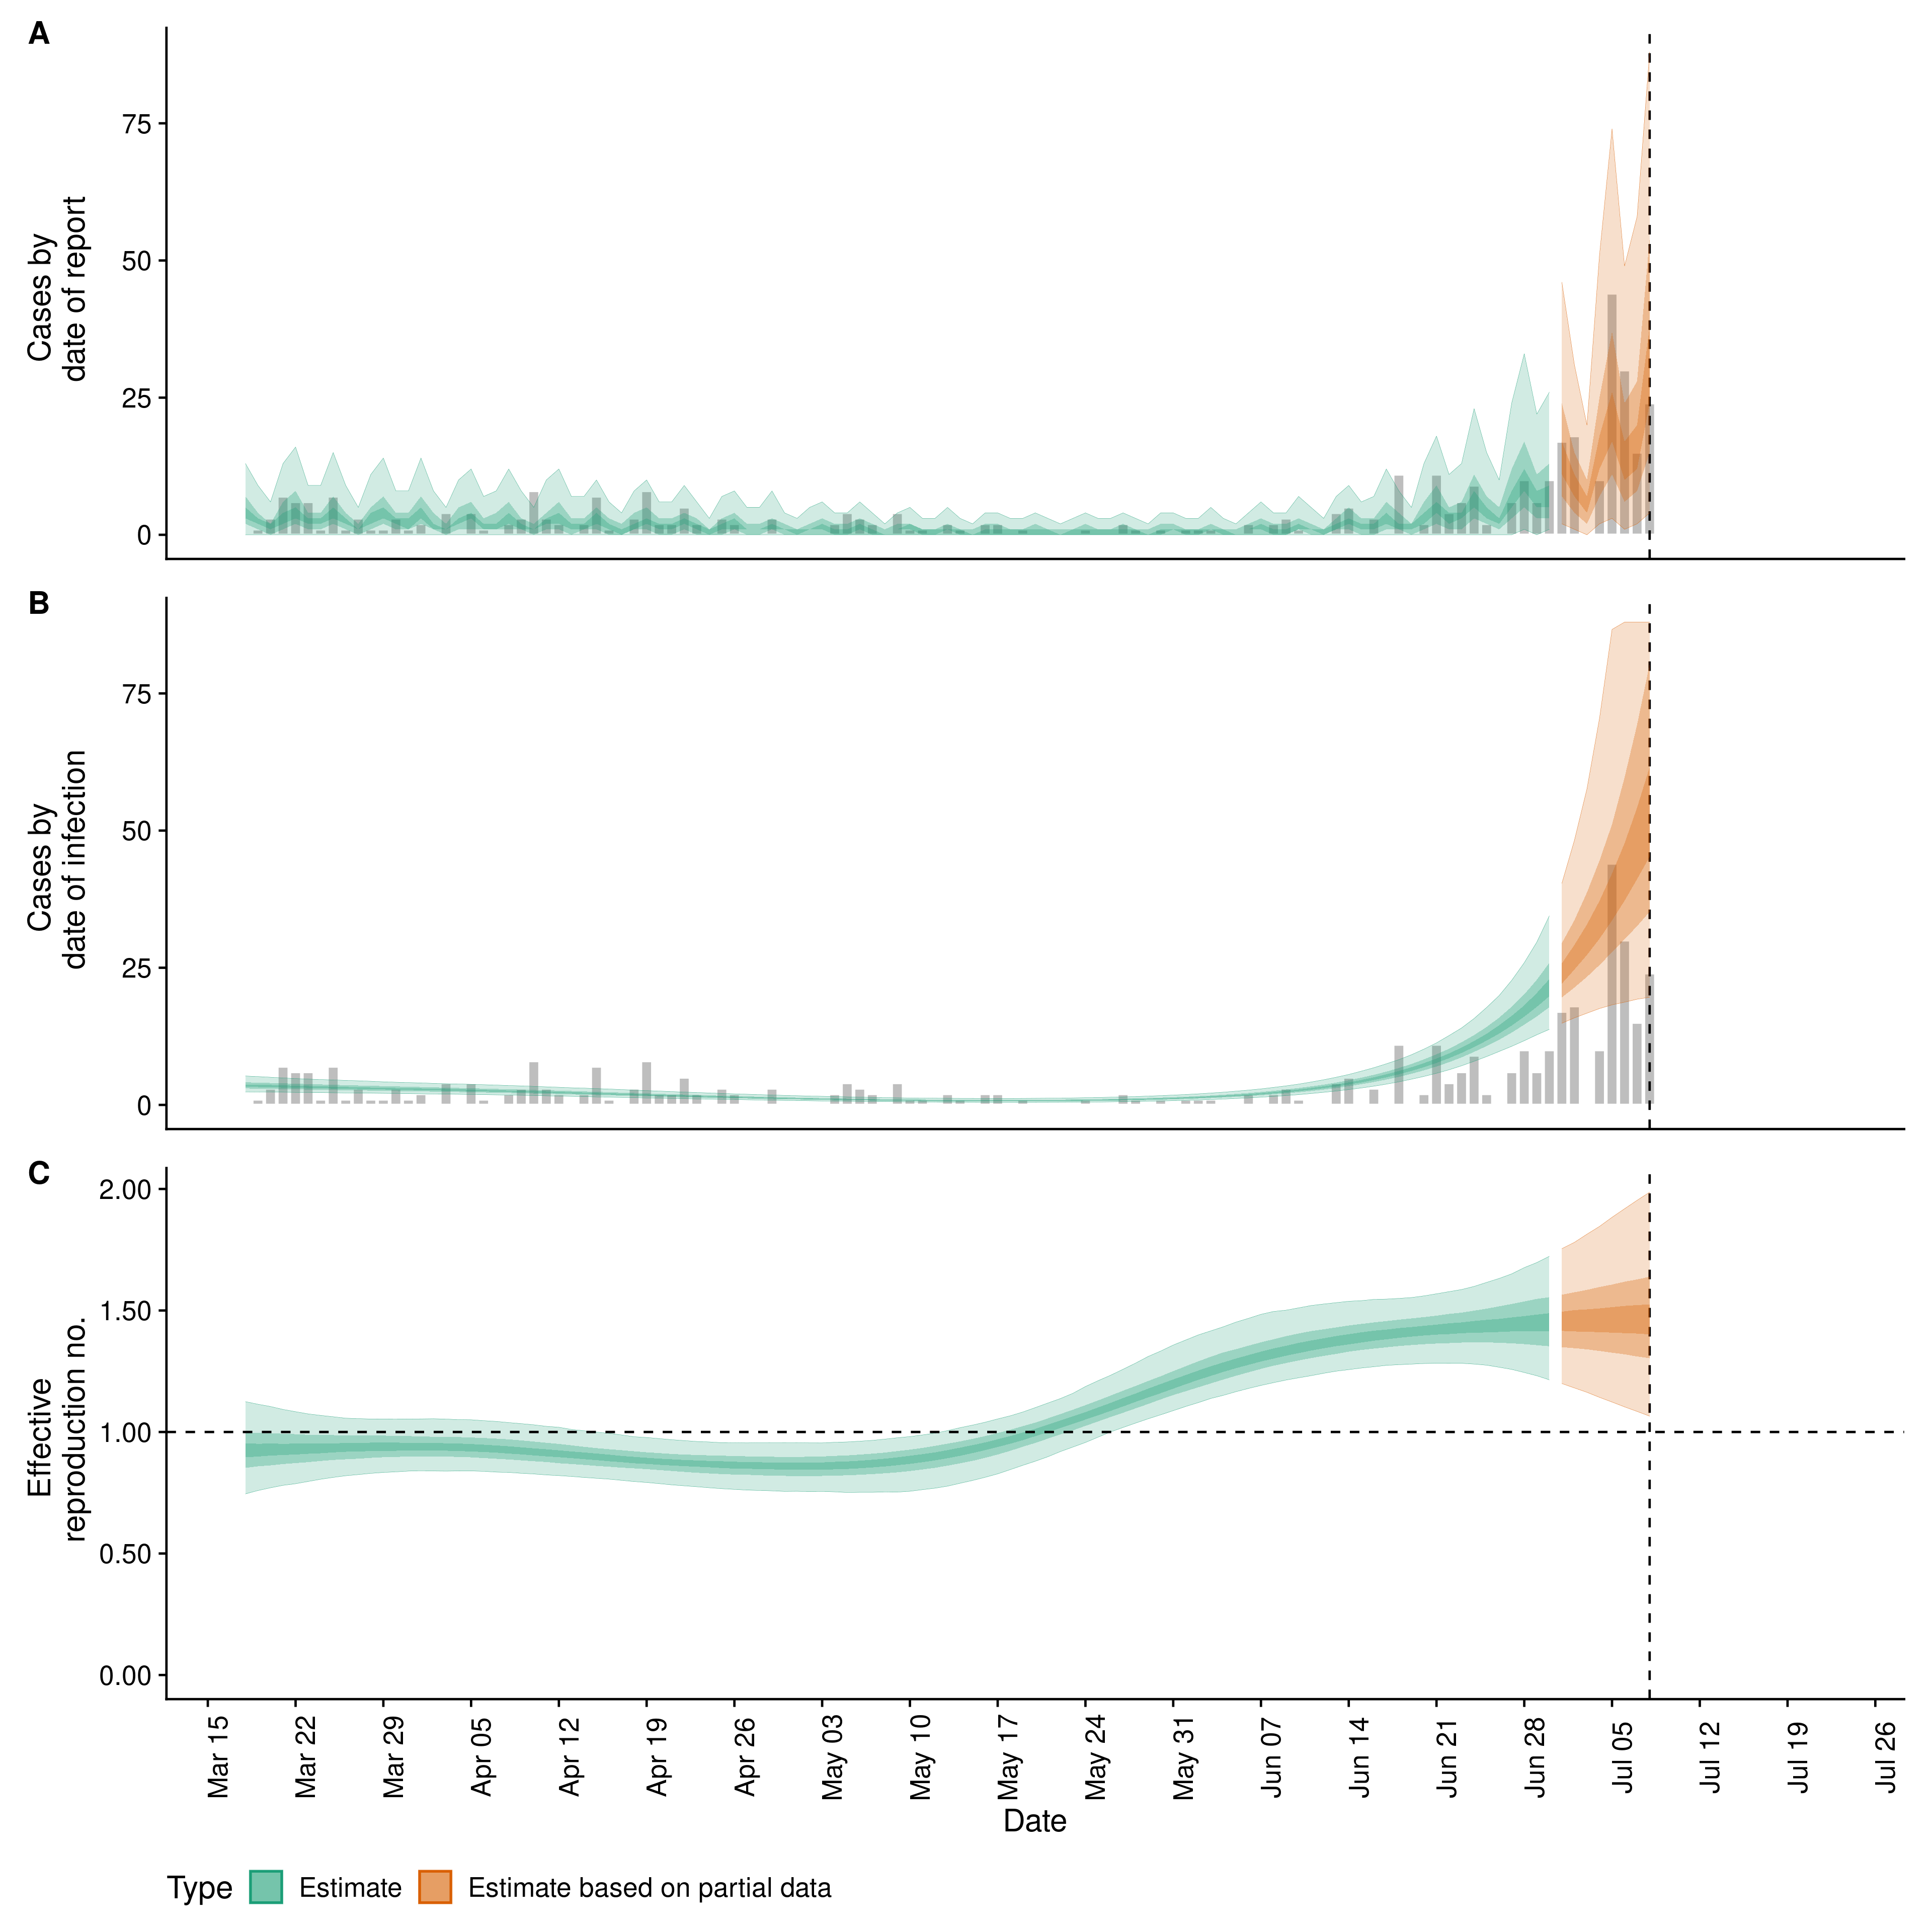 A
Cases by
date of report
75
50
25
0
B
Cases by
date of infection
75
50
25
0
C
Effective
reproduction no.
2.00
1.50
1.00
0.50
0.00
Mar 15
Mar 22
Mar 29
Apr 05
Apr 12
Apr 19
Apr 26
May 03
May 10
May 17
May 24
May 31
Jun 07
Jun 14
Jun 21
Jun 28
Jul 05
Jul 12
Jul 19
Jul 26
Date
Type Estimate Estimate based on partial data